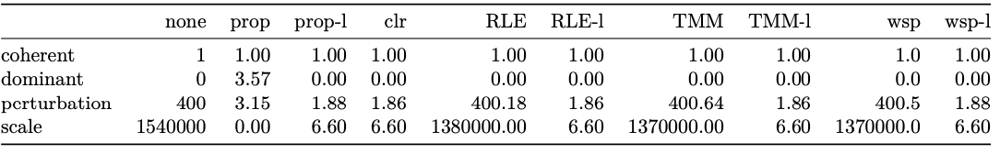 none prop prop-l clr RLE RLE-l TMM TMM-l wsp wsp-l
coherent 1 1.00 1.00 1.00 1.00 1.00 1.00 1.00 1.0 1.00
dominant 0 3.57 0.00 0.00 0.00 0.00 0.00 0.00 0.0 0.00
perturbation 400 3.15 1.88 1.86 400.18 1.86 400.64 1.86 400.5 1.88
scale 1540000 0.00 6.60 6.60 1380000.00 6.60 1370000.00 6.60 1370000.0 6.60